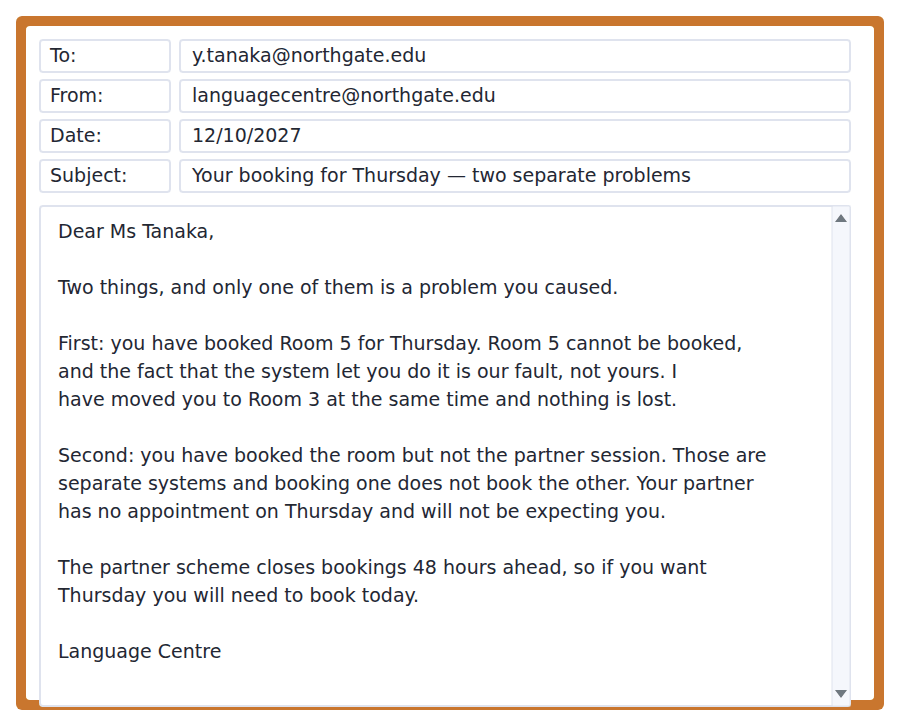 To:
y.tanaka@northgate.edu
From:
languagecentre@northgate.edu
Date:
12/10/2027
Subject:
Your booking for Thursday — two separate problems
Dear Ms Tanaka,
Two things, and only one of them is a problem you caused.
First: you have booked Room 5 for Thursday. Room 5 cannot be booked,
and the fact that the system let you do it is our fault, not yours. I
have moved you to Room 3 at the same time and nothing is lost.
Second: you have booked the room but not the partner session. Those are
separate systems and booking one does not book the other. Your partner
has no appointment on Thursday and will not be expecting you.
The partner scheme closes bookings 48 hours ahead, so if you want
Thursday you will need to book today.
Language Centre